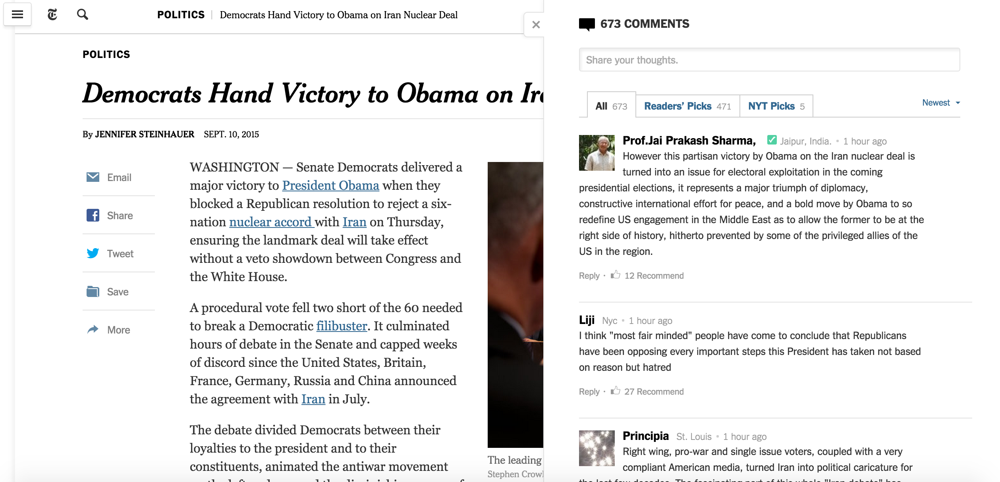 POLITICS Democrats Hand Victory to Obama on Iran Nuclear Deal
POLITICS
Democrats Hand Victory to Obama on
By JENNIFER STEINHAUER SEPT. 10, 2015
Email
Share
Tweet
Save
More
WASHINGTON — Senate Democrats delivered a
major victory to President Obama when they
blocked a Republican resolution to reject a six-
nation nuclear accord with Iran on Thursday,
ensuring the landmark deal will take effect
without a veto showdown between Congress and
the White House.
A procedural vote fell two short of the 60 needed
to break a Democratic filibuster. It culminated
hours of debate in the Senate and capped weeks
of discord since the United States, Britain,
France, Germany, Russia and China announced
the agreement with Iran in July.
The debate divided Democrats between their
loyalties to the president and to their
constituents, animated the antiwar movement
The leading
Stephen
673 COMMENTS
Share your thoughts.
All 673
Readers’ Picks 471
NYT Picks 5
Newest
Prof.Jai Prakash Sharma, Jaipur, India. • 1 hour ago
However this partisan victory by Obama on the Iran nuclear deal is
turned into an issue for electoral exploitation in the coming
presidential elections, it represents a major triumph of diplomacy,
constructive international effort for peace, and a bold move by Obama to so
redefine US engagement in the Middle East as to allow the former to be at the
right side of history, hitherto prevented by some of the privileged allies of the
US in the region.
Reply • 12 Recommend
Liji Nyc • 1 hour ago
I think "most fair minded" people have come to conclude that Republicans
have been opposing every important steps this President has taken not based
on reason but hatred
Reply • 27 Recommend
Principia St. Louis • 1 hour ago
Right wing, pro-war and single issue voters, coupled with a very
compliant American media, turned Iran into political caricature for
the last few decades. The fascinating part of this whole "Iran debate" has